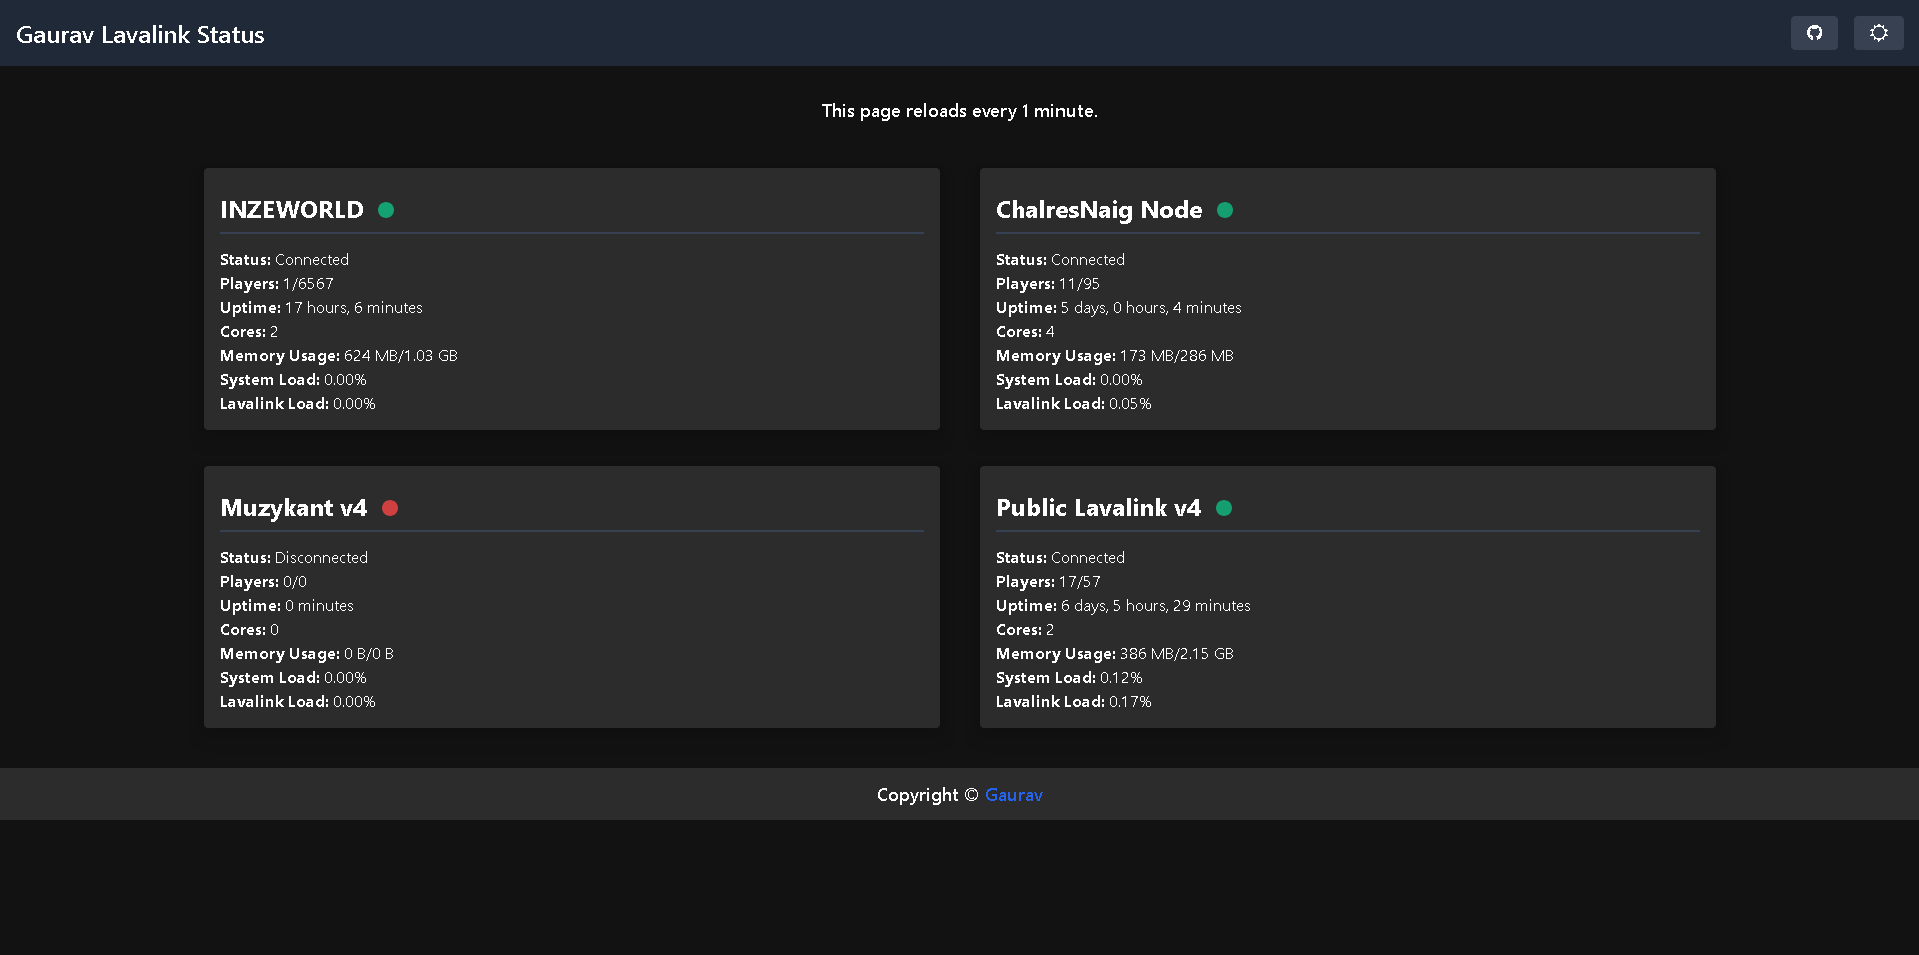 Gaurav Lavalink Status
This page reloads every 1 minute.
INZEWORLD
Status: Connected
Players: 1/6567
Uptime: 17 hours, 6 minutes
Cores: 2
Memory Usage: 624 MB/1.03 GB
System Load: 0.00%
Lavalink Load: 0.00%
ChalresNaig Node
Status: Connected
Players: 11/95
Uptime: 5 days, 0 hours, 4 minutes
Cores: 4
Memory Usage: 173 MB/286 MB
System Load: 0.00%
Lavalink Load: 0.05%
Muzykant v4
Status: Disconnected
Players: 0/0
Uptime: 0 minutes
Cores: 0
Memory Usage: 0 B/0 B
System Load: 0.00%
Lavalink Load: 0.00%
Public Lavalink v4
Status: Connected
Players: 17/57
Uptime: 6 days, 5 hours, 29 minutes
Cores: 2
Memory Usage: 386 MB/2.15 GB
System Load: 0.12%
Lavalink Load: 0.17%
Copyright © Gaurav